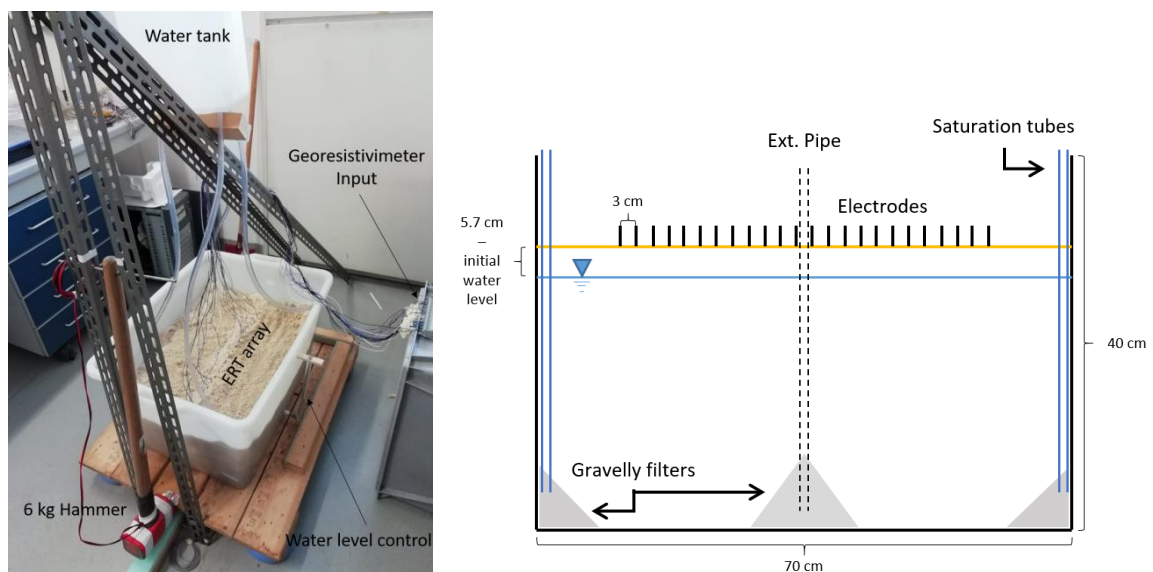 Water tank
Georesistivimeter
Input
ERT array
6 kg Hammer
Water level control
Saturation tubes
Ext. Pipe
3 cm
Electrodes
5.7 cm
–
initial
water
level
40 cm
Gravelly filters
70 cm